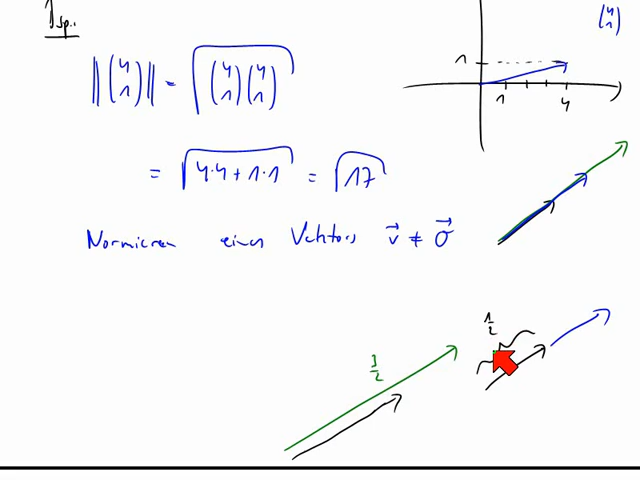 1 Bsp.:
‖(4 1)‖ = √(4 1)(4 1)
= √4·4 + 1·1 = √17
Normieren eines Vektors v⃗ ≠ 0⃗
(4 1)
1
1 4
1/2
3/2